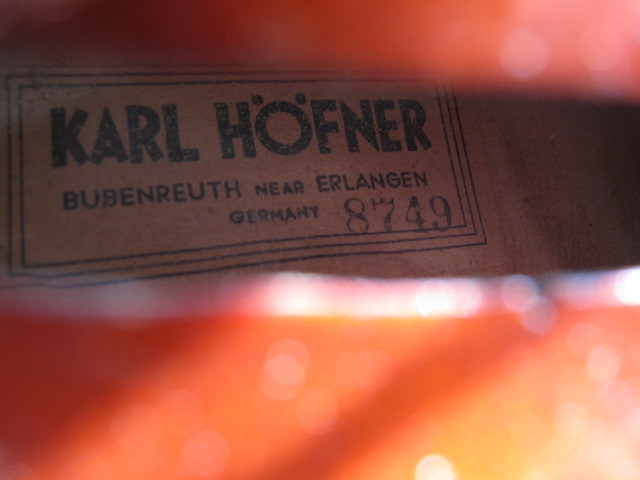 KARL HÖFNER
BUBENREUTH NEAR ERLANGEN
GERMANY 8749